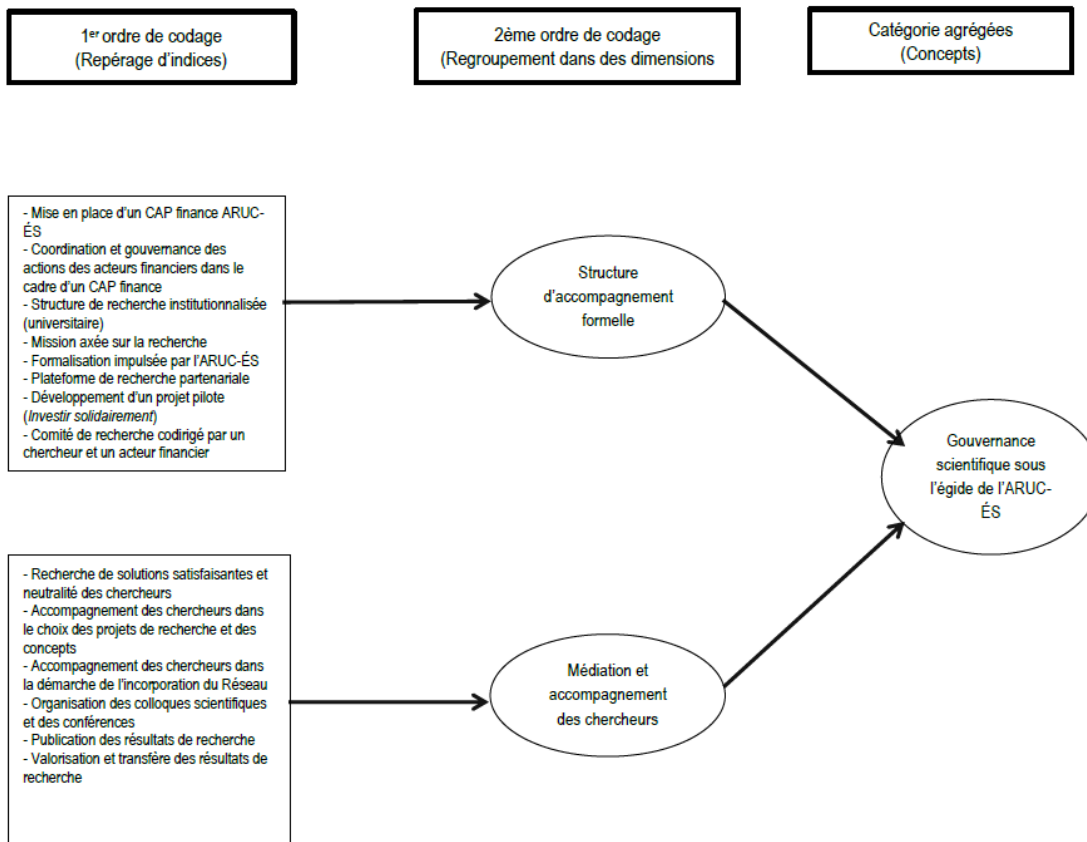 1er ordre de codage
(Repérage d'indices)
2ème ordre de codage
(Regroupement dans des dimensions
Catégorie agrégées
(Concepts)
- Mise en place d'un CAP finance ARUC-
ÉS
- Coordination et gouvernance des
actions des acteurs financiers dans le
cadre d'un CAP finance
- Structure de recherche institutionnalisée
(universitaire)
- Mission axée sur la recherche
- Formalisation impulsée par l'ARUC-ÉS
- Plateforme de recherche partenariale
- Développement d'un projet pilote
(Investir solidairement)
- Comité de recherche codirigé par un
chercheur et un acteur financier
Structure
d'accompagnement
formelle
Gouvernance
scientifique sous
l'égide de l'ARUC-
ÉS
- Recherche de solutions satisfaisantes et
neutralité des chercheurs
- Accompagnement des chercheurs dans
le choix des projets de recherche et des
concepts
- Accompagnement des chercheurs dans
la démarche de l'incorporation du Réseau
- Organisation des colloques scientifiques
et des conférences
- Publication des résultats de recherche
- Valorisation et transfère des résultats de
recherche
Médiation et
accompagnement
des chercheurs